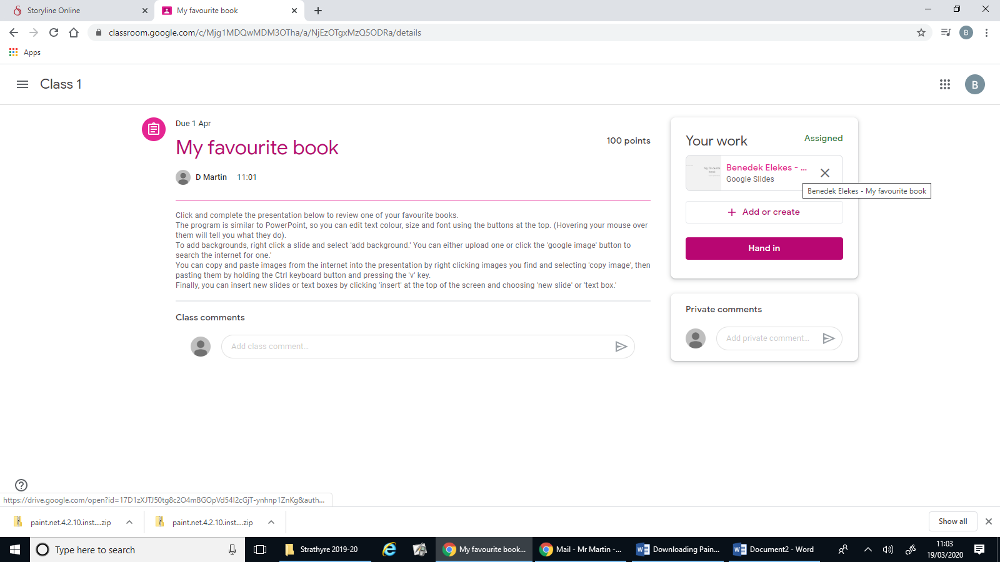 Storyline Online
My favourite book
classroom.google.com/c/Mjg1MDQwMDM3OTha/a/NjEzOTgxMzQ5ODRa/details
B
Apps
Class 1
B
Due 1 Apr
My favourite book
100 points
D Martin 11:01
Click and complete the presentation below to review one of your favourite books.
The program is similar to PowerPoint, so you can edit text colour, size and font using the buttons at the top. (Hovering your mouse over
them will tell you what they do).
To add backgrounds, right click a slide and select 'add background.' You can either upload one or click the 'google image' button to
search the internet for one.'
You can copy and paste images from the internet into the presentation by right clicking images you find and selecting 'copy image', then
pasting them by holding the Ctrl keyboard button and pressing the 'v' key.
Finally, you can insert new slides or text boxes by clicking 'insert' at the top of the screen and choosing 'new slide' or 'text box.'
Class comments
Add class comment...
Your work
Assigned
My favourite
book
Benedek Elekes - ...
Google Slides
Benedek Elekes - My favourite book
Add or create
Hand in
Private comments
Add private comment...
https://drive.google.com/open?id=17D1zXJTJ50tg8c2O4mBGOpVd54I2cGjT-ynhnp1ZnKg&auth...
paint.net.4.2.10.inst....zip
paint.net.4.2.10.inst....zip
Show all
Type here to search
Strathyre 2019-20
My favourite book...
Mail - Mr Martin -...
Downloading Pain...
Document2 - Word
11:03
19/03/2020